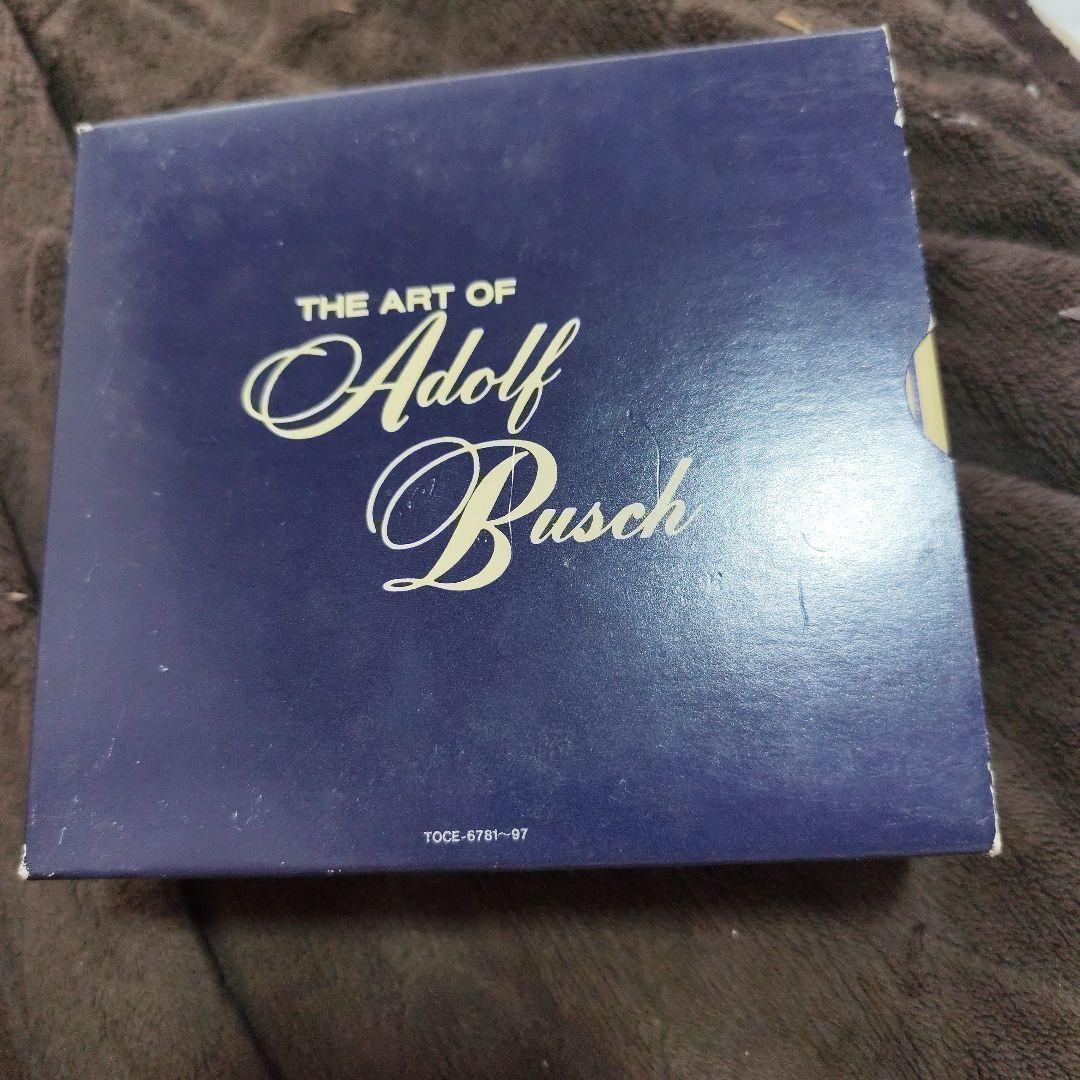 THE ART OF
Adolf
Busch
TOCE-6781~97